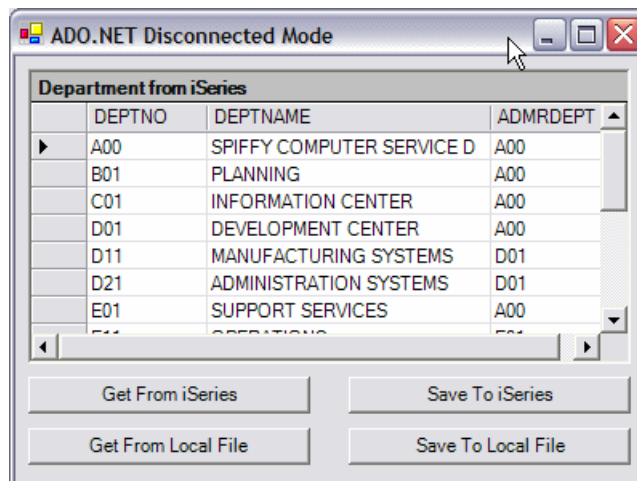 ADO.NET Disconnected Mode
Department from iSeries
DEPTNO DEPTNAME ADMRDEPT
A00 SPIFFY COMPUTER SERVICE D A00
B01 PLANNING A00
C01 INFORMATION CENTER A00
D01 DEVELOPMENT CENTER A00
D11 MANUFACTURING SYSTEMS D01
D21 ADMINISTRATION SYSTEMS D01
E01 SUPPORT SERVICES A00
Get From iSeries Save To iSeries
Get From Local File Save To Local File